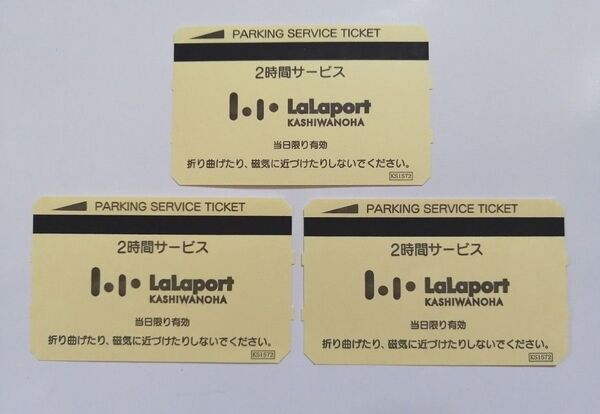 PARKING SERVICE TICKET
2時間サービス
LaLaport
KASHIWANOHA
当日限り有効
折り曲げたり、磁気に近づけたりしないでください。
KS1572
PARKING SERVICE TICKET
2時間サービス
LaLaport
KASHIWANOHA
当日限り有効
折り曲げたり、磁気に近づけたりしないでください。
KS1572
PARKING SERVICE TICKET
2時間サービス
LaLaport
KASHIWANOHA
当日限り有効
折り曲げたり、磁気に近づけたりしないでください。
KS1572